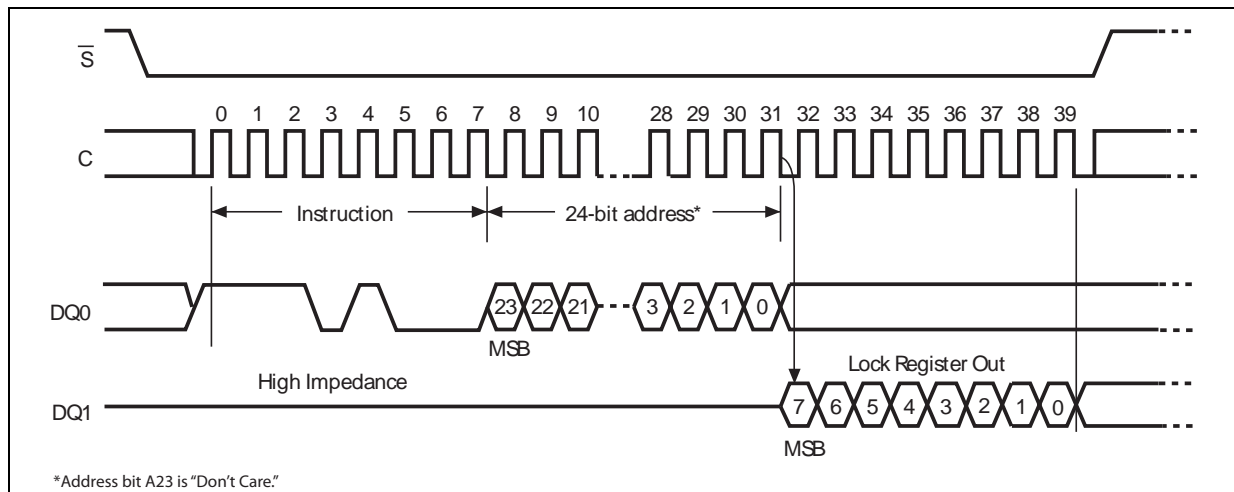 S
0 1 2 3 4 5 6 7 8 9 10 28 29 30 31 32 33 34 35 36 37 38 39
C
Instruction 24-bit address*
DQ0 23 22 21 3 2 1 0
MSB
High Impedance Lock Register Out
DQ1 7 6 5 4 3 2 1 0
MSB
*Address bit A23 is “Don’t Care.”